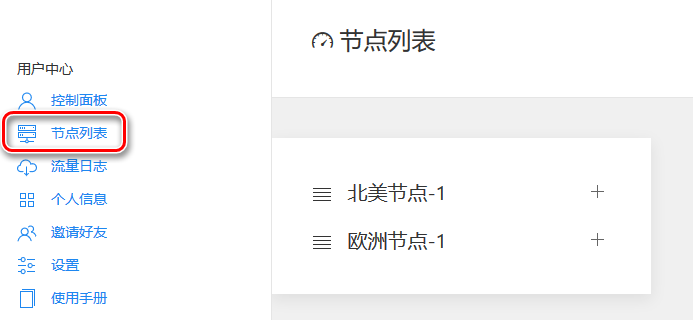 用户中心
控制面板
节点列表
流量日志
个人信息
邀请好友
设置
使用手册
节点列表
北美节点-1
欧洲节点-1